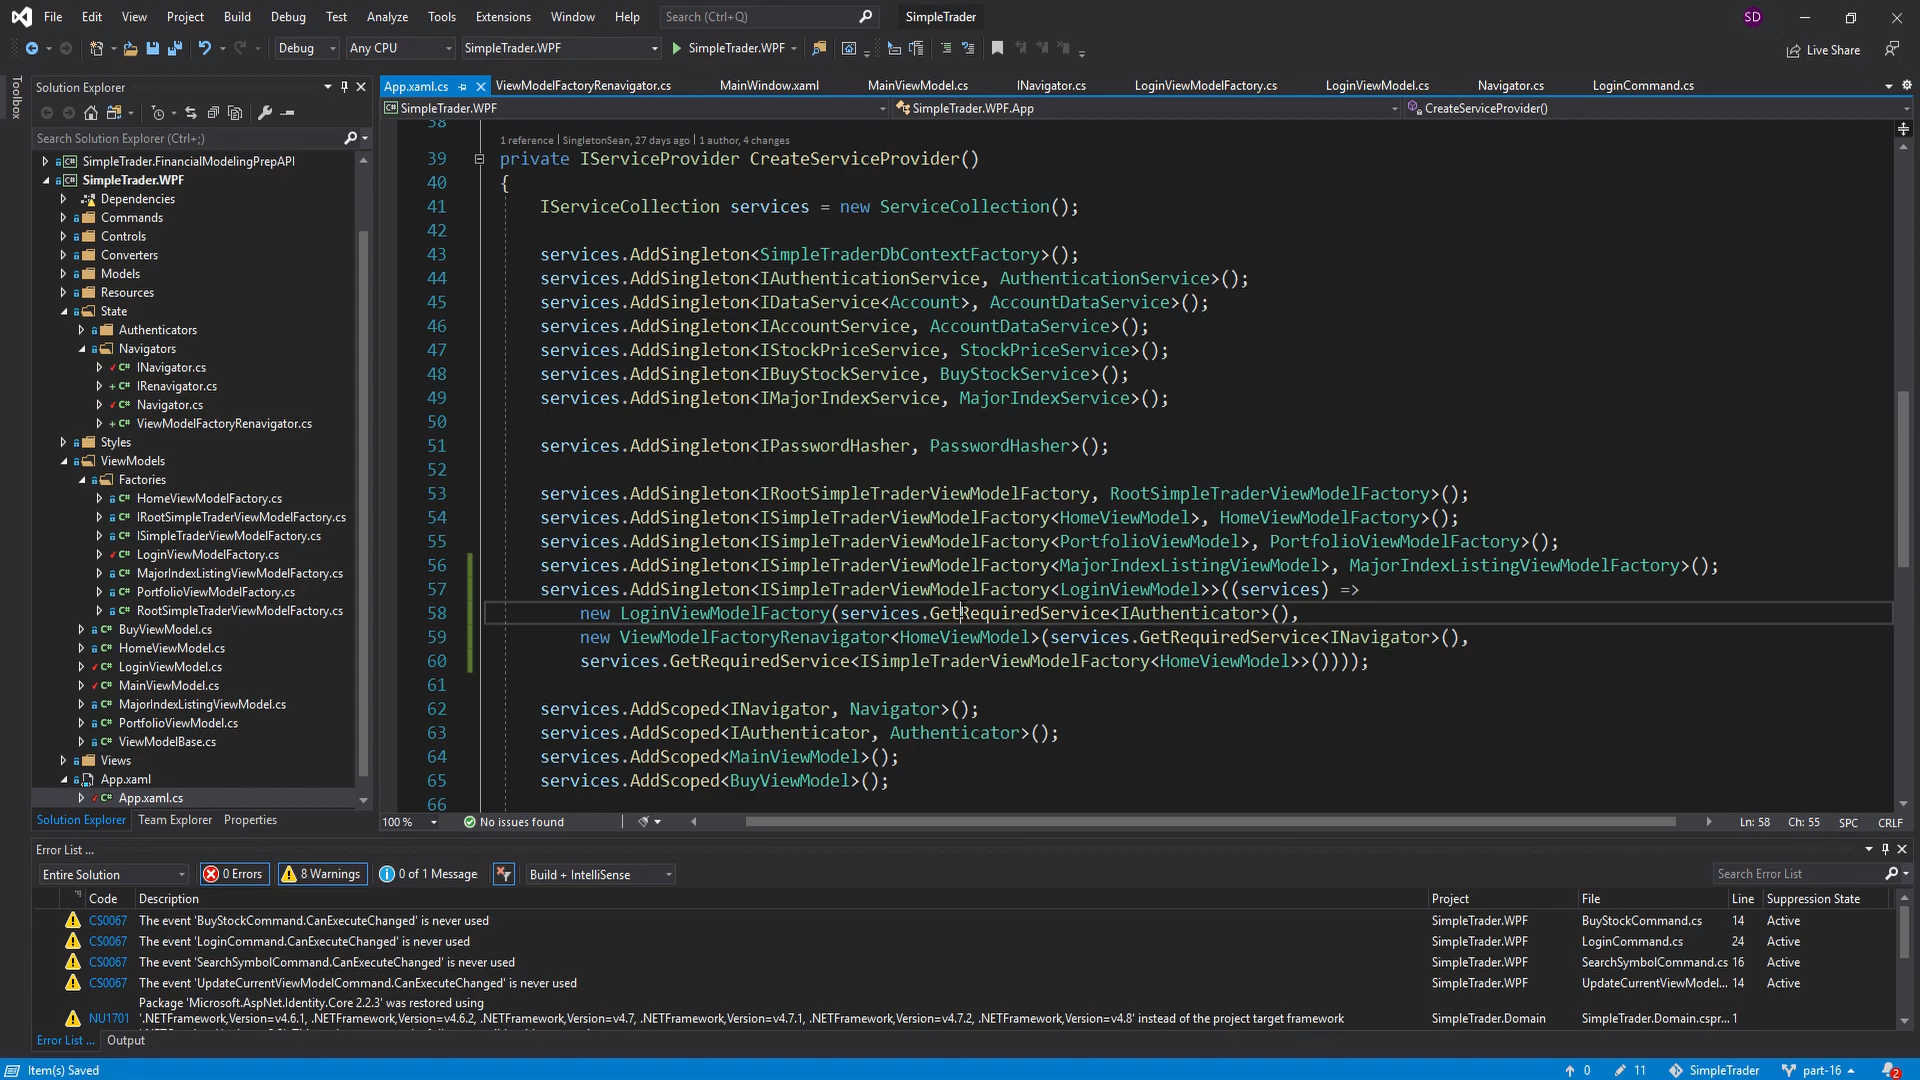 File Edit View Project Build Debug Test Analyze Tools Extensions Window Help Search (Ctrl+Q) SimpleTrader SD
Debug Any CPU SimpleTrader.WPF SimpleTrader.WPF Live Share
Toolbox
Solution Explorer
Search Solution Explorer (Ctrl+;)
SimpleTrader.FinancialModelingPrepAPI
SimpleTrader.WPF
Dependencies
Commands
Controls
Converters
Models
Resources
State
Authenticators
Navigators
INavigator.cs
IRenavigator.cs
Navigator.cs
ViewModelFactoryRenavigator.cs
Styles
ViewModels
Factories
HomeViewModelFactory.cs
IRootSimpleTraderViewModelFactory.cs
ISimpleTraderViewModelFactory.cs
LoginViewModelFactory.cs
MajorIndexListingViewModelFactory.cs
PortfolioViewModelFactory.cs
RootSimpleTraderViewModelFactory.cs
BuyViewModel.cs
HomeViewModel.cs
LoginViewModel.cs
MainViewModel.cs
MajorIndexListingViewModel.cs
PortfolioViewModel.cs
ViewModelBase.cs
Views
App.xaml
App.xaml.cs
Solution Explorer Team Explorer Properties
App.xaml.cs ViewModelFactoryRenavigator.cs MainWindow.xaml MainViewModel.cs INavigator.cs LoginViewModelFactory.cs LoginViewModel.cs Navigator.cs LoginCommand.cs
SimpleTrader.WPF SimpleTrader.WPF.App CreateServiceProvider()
38
1 reference | SingletonSean, 27 days ago | 1 author, 4 changes
39 private IServiceProvider CreateServiceProvider()
40 {
41 IServiceCollection services = new ServiceCollection();
42
43 services.AddSingleton<SimpleTraderDbContextFactory>();
44 services.AddSingleton<IAuthenticationService, AuthenticationService>();
45 services.AddSingleton<IDataService<Account>, AccountDataService>();
46 services.AddSingleton<IAccountService, AccountDataService>();
47 services.AddSingleton<IStockPriceService, StockPriceService>();
48 services.AddSingleton<IBuyStockService, BuyStockService>();
49 services.AddSingleton<IMajorIndexService, MajorIndexService>();
50
51 services.AddSingleton<IPasswordHasher, PasswordHasher>();
52
53 services.AddSingleton<IRootSimpleTraderViewModelFactory, RootSimpleTraderViewModelFactory>();
54 services.AddSingleton<ISimpleTraderViewModelFactory<HomeViewModel>, HomeViewModelFactory>();
55 services.AddSingleton<ISimpleTraderViewModelFactory<PortfolioViewModel>, PortfolioViewModelFactory>();
56 services.AddSingleton<ISimpleTraderViewModelFactory<MajorIndexListingViewModel>, MajorIndexListingViewModelFactory>();
57 services.AddSingleton<ISimpleTraderViewModelFactory<LoginViewModel>>((services) =>
58 new LoginViewModelFactory(services.GetRequiredService<IAuthenticator>(),
59 new ViewModelFactoryRenavigator<HomeViewModel>(services.GetRequiredService<INavigator>(),
60 services.GetRequiredService<ISimpleTraderViewModelFactory<HomeViewModel>>())));
61
62 services.AddScoped<INavigator, Navigator>();
63 services.AddScoped<IAuthenticator, Authenticator>();
64 services.AddScoped<MainViewModel>();
65 services.AddScoped<BuyViewModel>();
66
100 % No issues found Ln: 58 Ch: 55 SPC CRLF
Error List ...
Entire Solution 0 Errors 8 Warnings 0 of 1 Message Build + IntelliSense Search Error List
Code Description Project File Line Suppression State
CS0067 The event 'BuyStockCommand.CanExecuteChanged' is never used SimpleTrader.WPF BuyStockCommand.cs 14 Active
CS0067 The event 'LoginCommand.CanExecuteChanged' is never used SimpleTrader.WPF LoginCommand.cs 24 Active
CS0067 The event 'SearchSymbolCommand.CanExecuteChanged' is never used SimpleTrader.WPF SearchSymbolCommand.cs 16 Active
CS0067 The event 'UpdateCurrentViewModelCommand.CanExecuteChanged' is never used SimpleTrader.WPF UpdateCurrentViewModel... 14 Active
Package 'Microsoft.AspNet.Identity.Core 2.2.3' was restored using
NU1701 '.NETFramework,Version=v4.6.1, .NETFramework,Version=v4.6.2, .NETFramework,Version=v4.7, .NETFramework,Version=v4.7.1, .NETFramework,Version=v4.7.2, .NETFramework,Version=v4.8' instead of the project target framework SimpleTrader.Domain SimpleTrader.Domain.cspr... 1
Error List ... Output
Item(s) Saved 0 11 SimpleTrader part-16 2